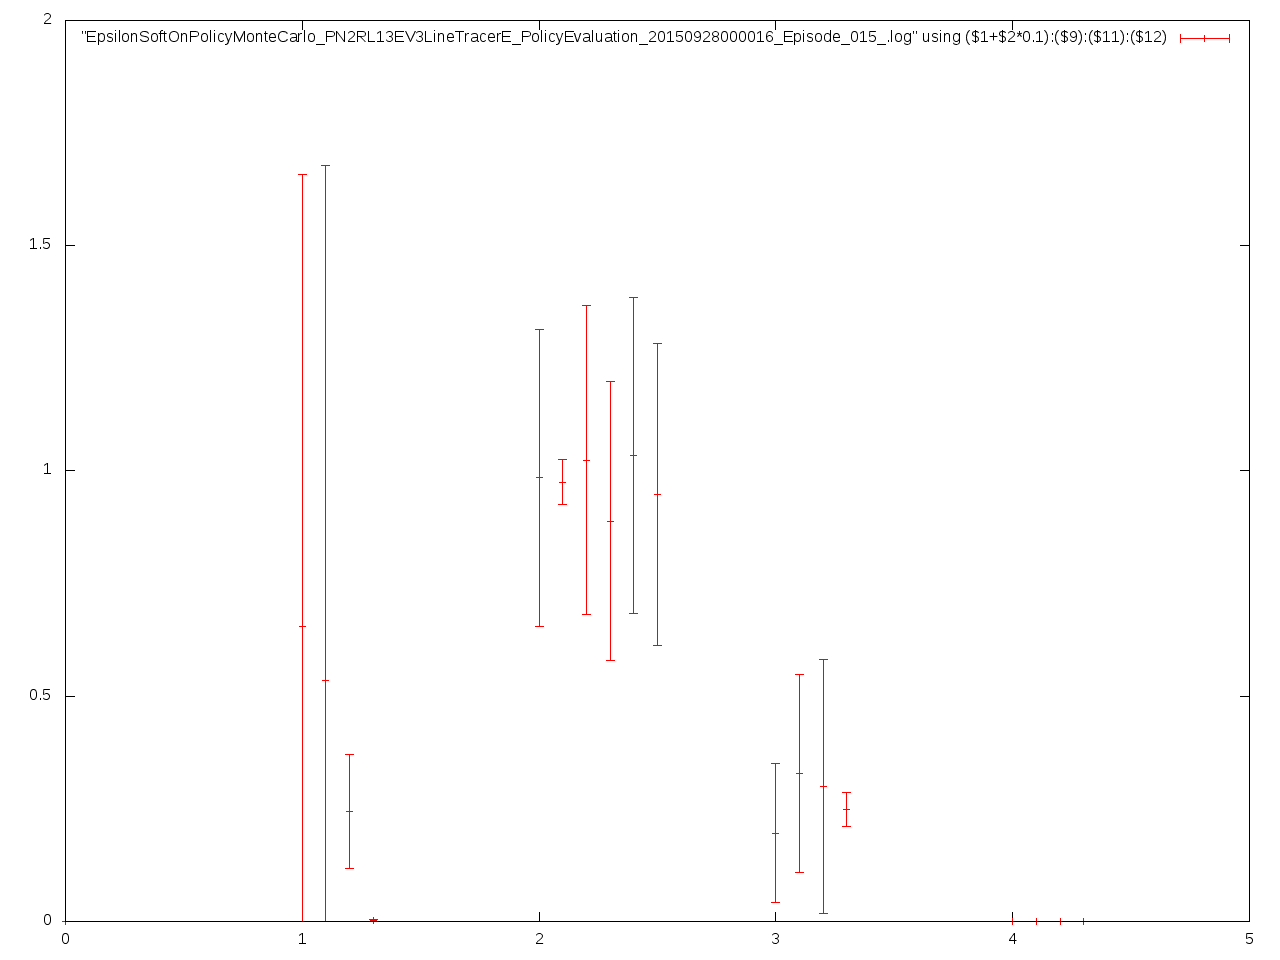 2
"EpsilonSoftOnPolicyMonteCarlo_PN2RL13EV3LineTracerE_PolicyEvaluation_20150928000016_Episode_015_.log" using ($1+$2*0.1):($9):($11):($12)
1.5
1
0.5
0
0 1 2 3 4 5